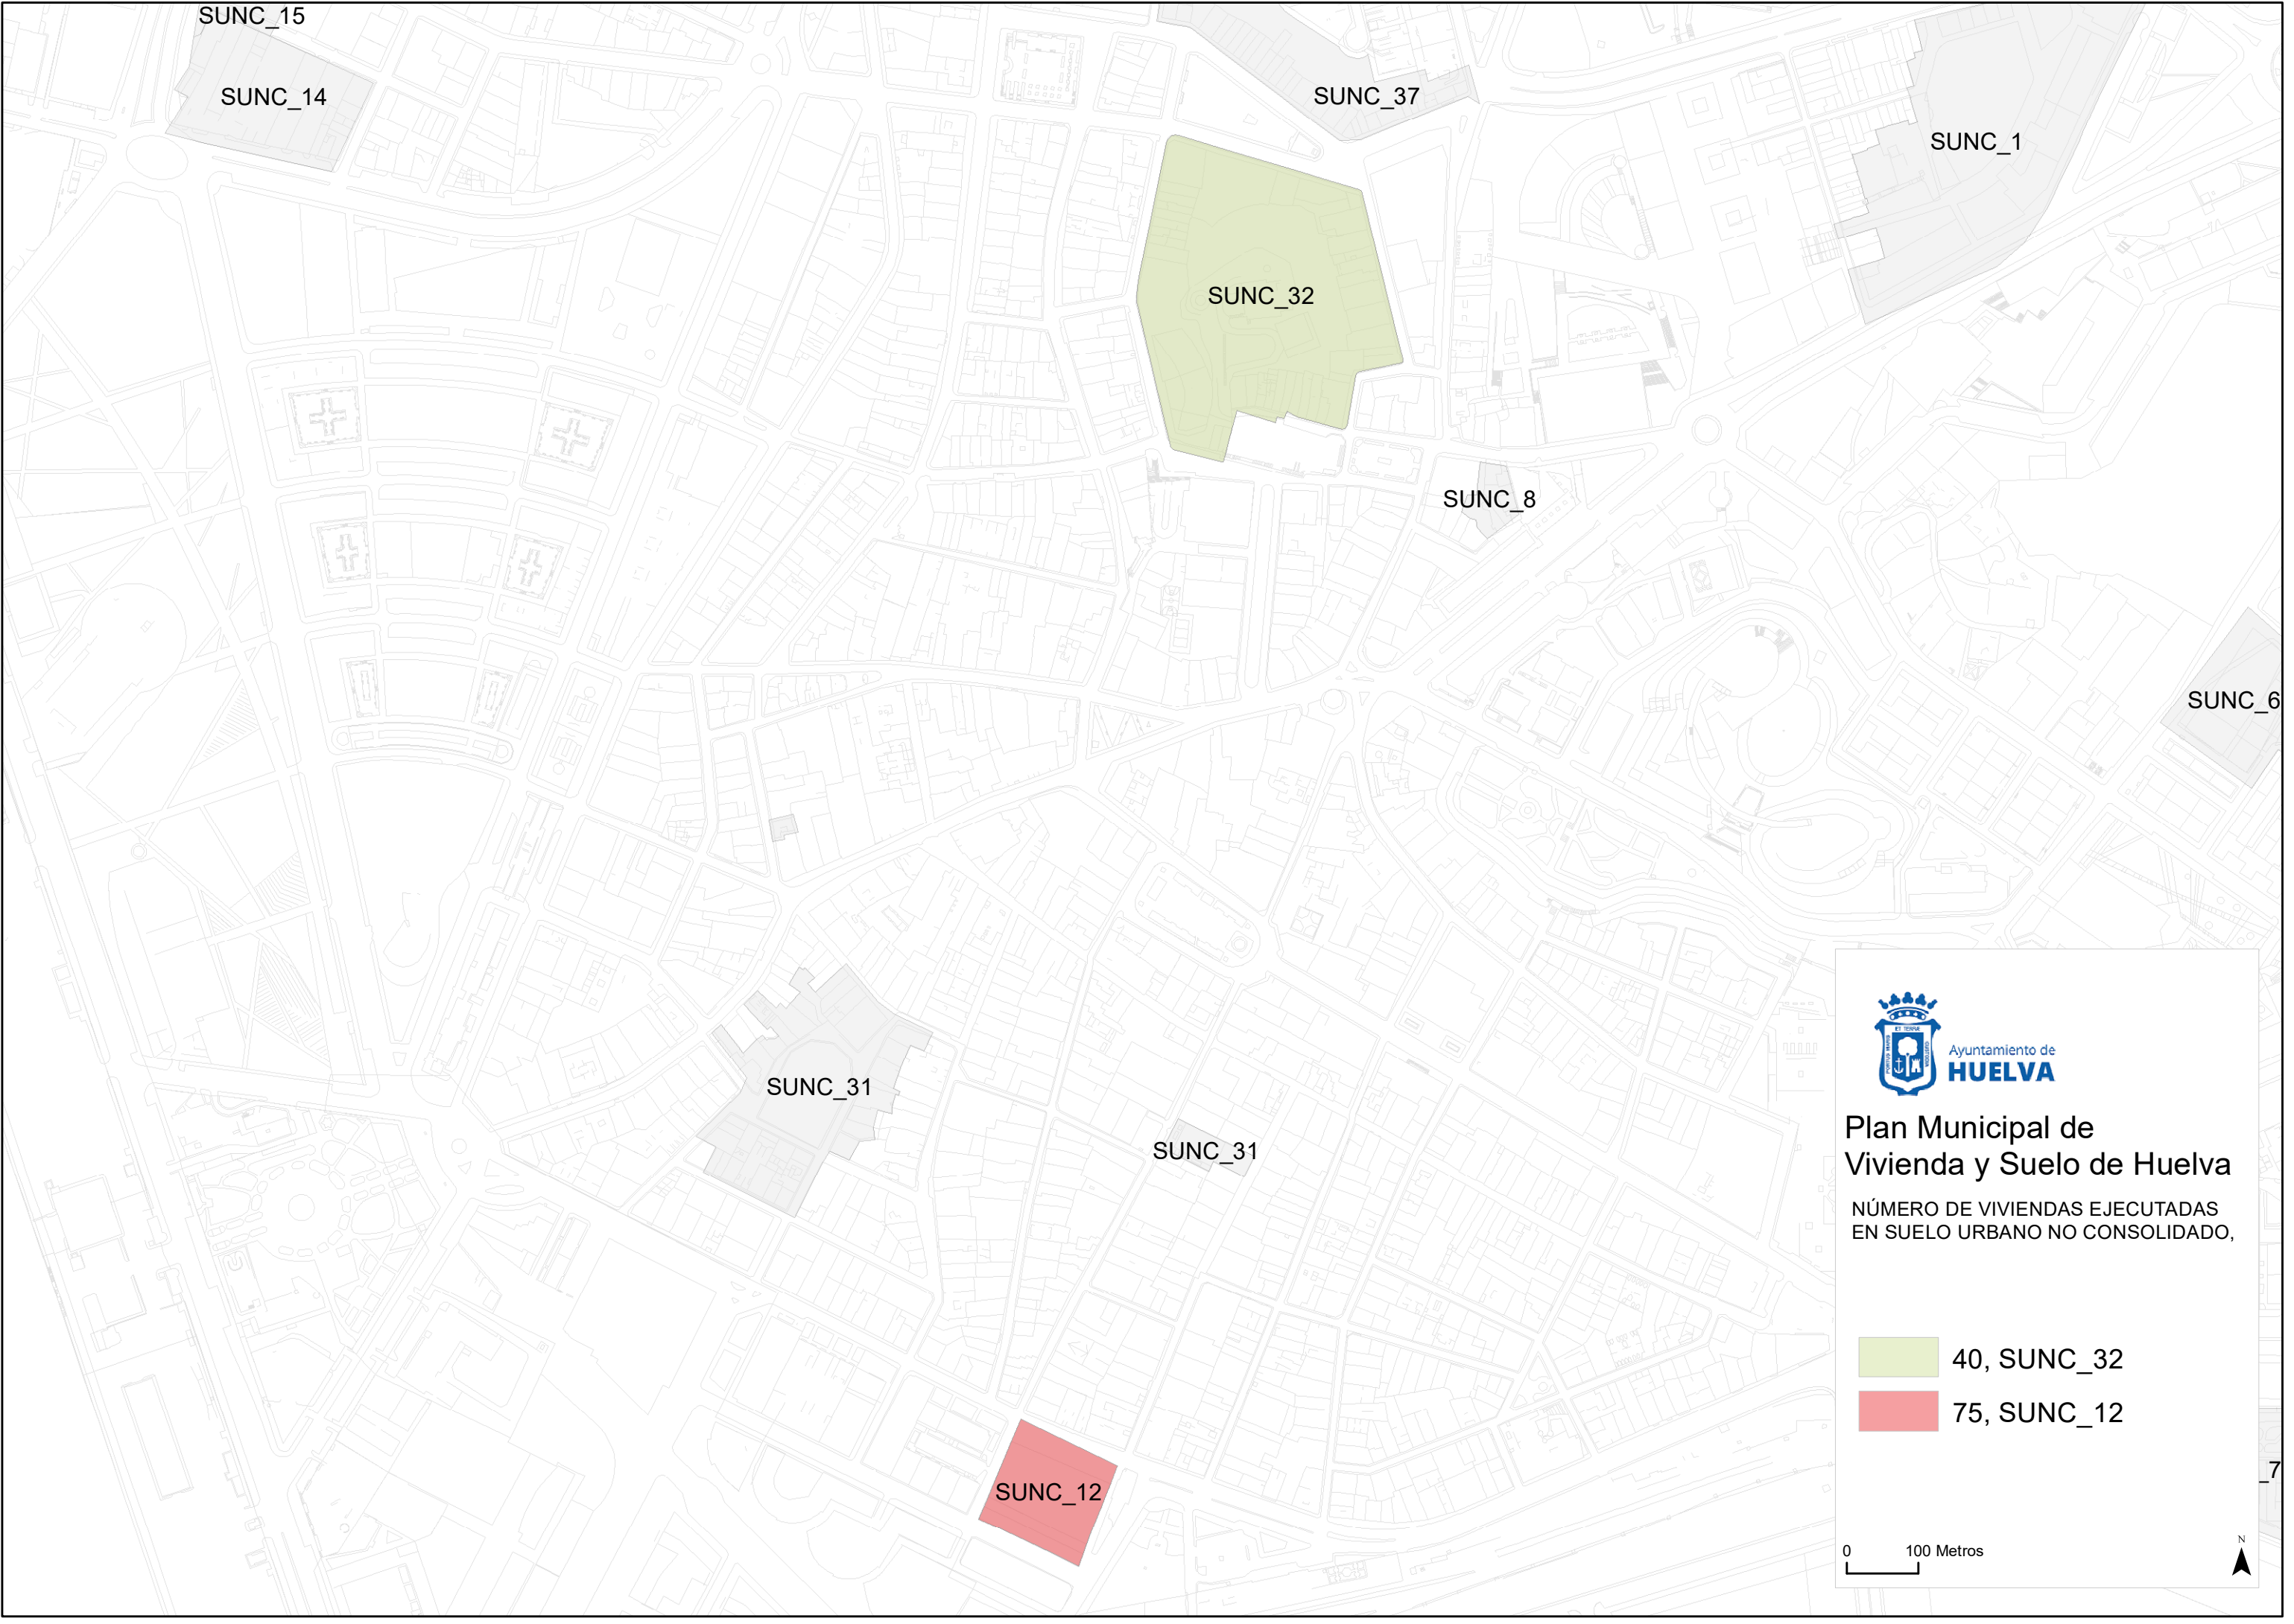 SUNC_15
SUNC_14
SUNC_37
SUNC_1
SUNC_32
SUNC_8
SUNC_6
SUNC_31
SUNC_31
SUNC_12
_7
Ayuntamiento de
HUELVA
Plan Municipal de
Vivienda y Suelo de Huelva
NÚMERO DE VIVIENDAS EJECUTADAS
EN SUELO URBANO NO CONSOLIDADO,
40, SUNC_32
75, SUNC_12
0 100 Metros
N